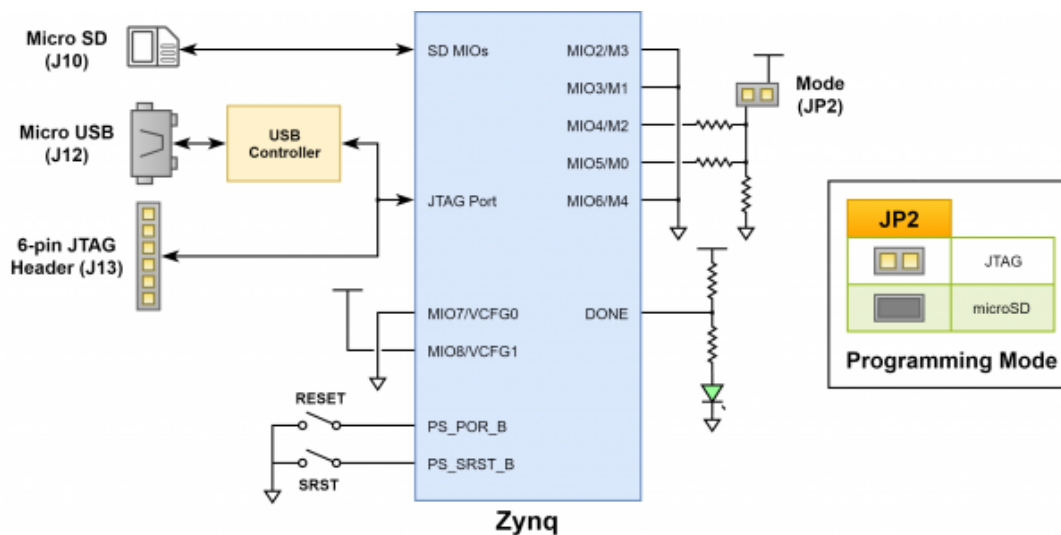 Micro SD
(J10)
Micro USB
(J12)
USB
Controller
6-pin JTAG
Header (J13)
SD MIOs
JTAG Port
MIO7/VCFG0
MIO8/VCFG1
PS_POR_B
PS_SRST_B
RESET
SRST
MIO2/M3
MIO3/M1
MIO4/M2
MIO5/M0
MIO6/M4
DONE
Zynq
Mode
(JP2)
JP2
JTAG
microSD
Programming Mode